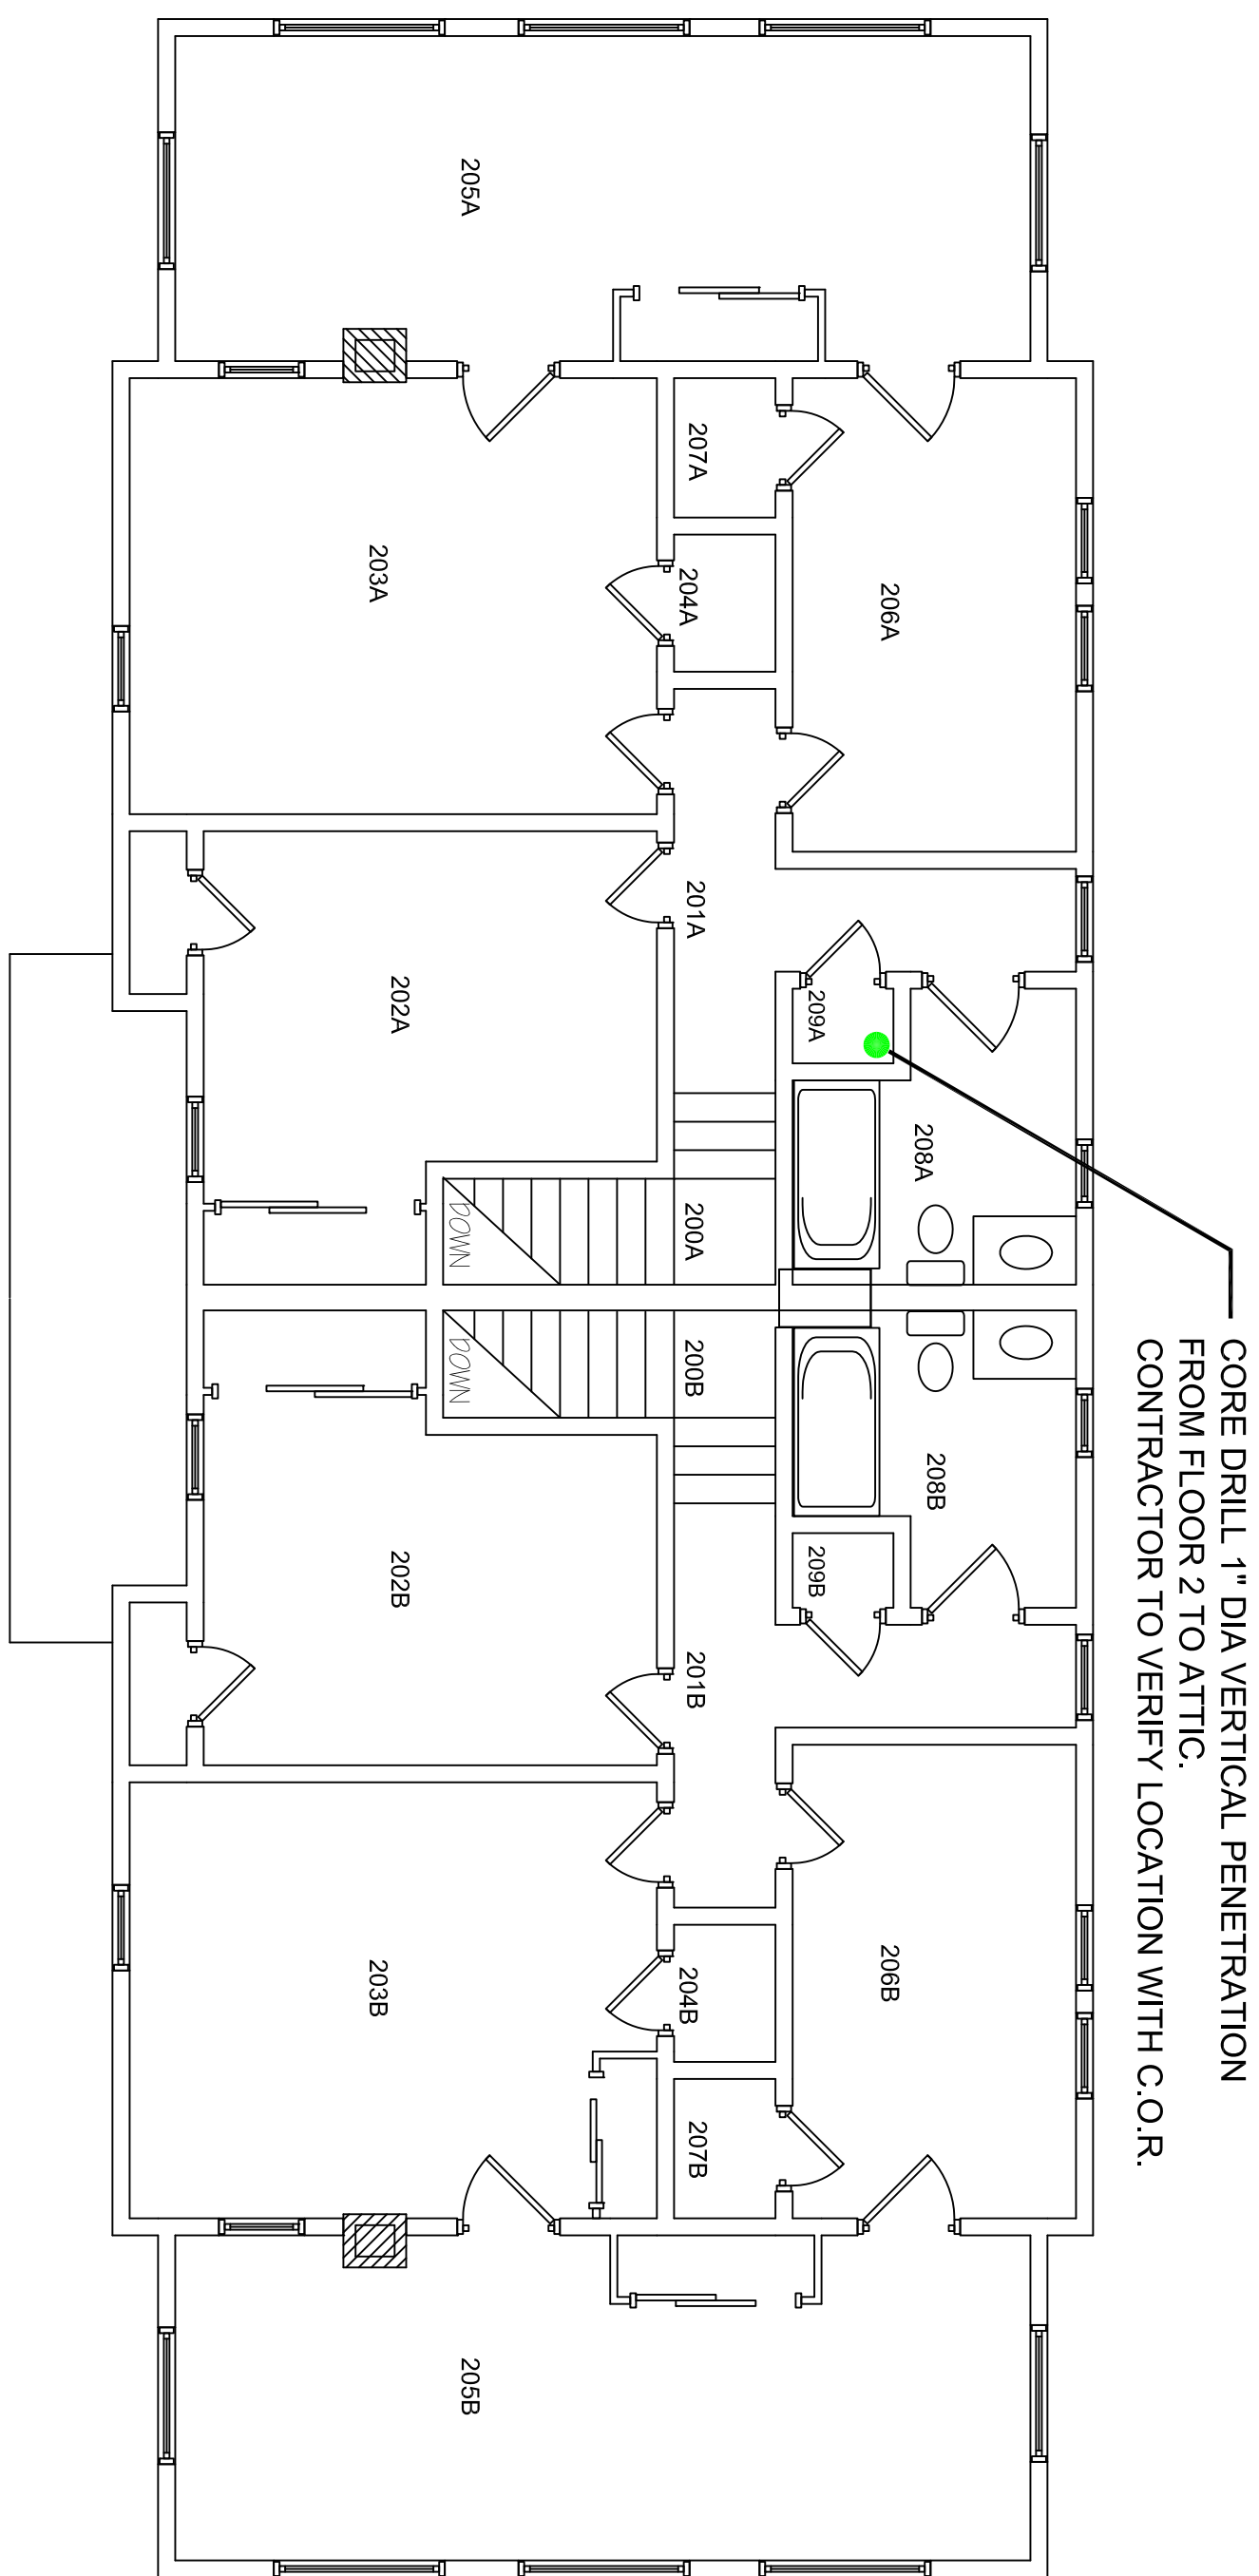 CORE DRILL 1" DIA VERTICAL PENETRATION
FROM FLOOR 2 TO ATTIC.
CONTRACTOR TO VERIFY LOCATION WITH C.O.R.
206A
206B
208A
208B
209A
209B
207A
204A
201A
200A
200B
201B
204B
207B
205A
205B
DOWN
DOWN
202A
202B
203A
203B